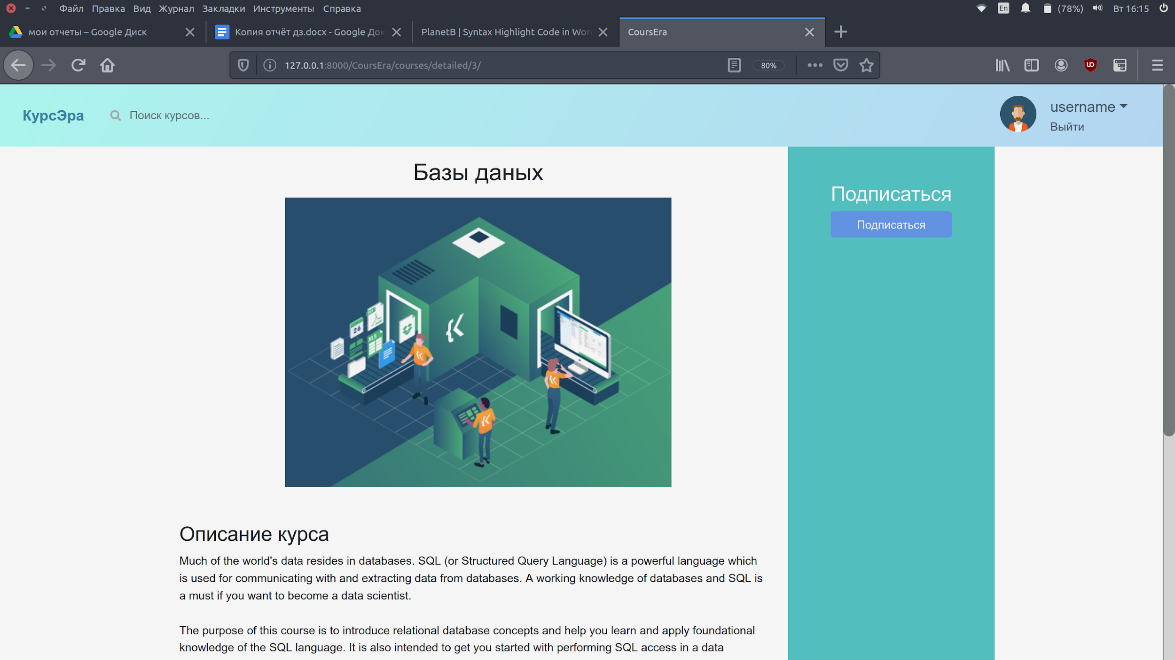 Файл Правка Вид Журнал Закладки Инструменты Справка
En (78%) Вт 16:15
мои отчеты – Google Диск
Копия отчёт дз.docx - Google До
PlanetB | Syntax Highlight Code in Wor
CoursEra
127.0.0.1:8000/CoursEra/courses/detailed/3/
80%
КурсЭра
Поиск курсов...
username
Выйти
Базы даных
Подписаться
Подписаться
Описание курса
Much of the world's data resides in databases. SQL (or Structured Query Language) is a powerful language which
is used for communicating with and extracting data from databases. A working knowledge of databases and SQL is
a must if you want to become a data scientist.
The purpose of this course is to introduce relational database concepts and help you learn and apply foundational
knowledge of the SQL language. It is also intended to get you started with performing SQL access in a data